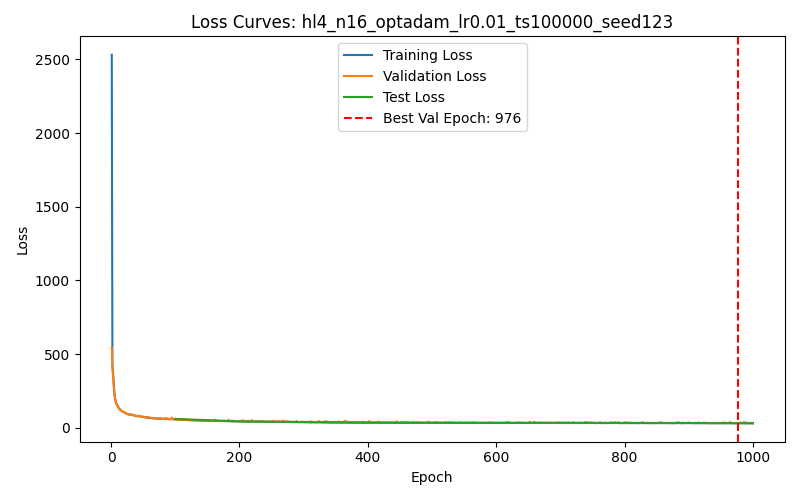 Loss Curves: hl4_n16_optadam_lr0.01_ts100000_seed123
Training Loss
Validation Loss
Test Loss
Best Val Epoch: 976
Loss
2500
2000
1500
1000
500
0
0 200 400 600 800 1000
Epoch